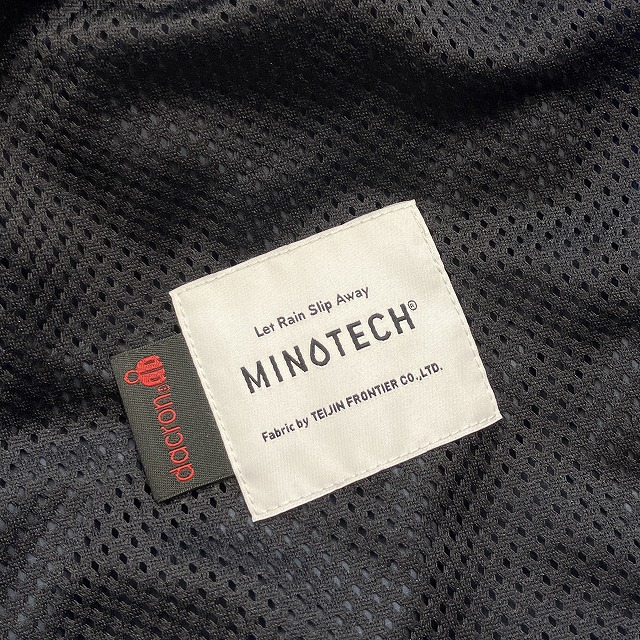 Let Rain Slip Away
MINOTECH®
Fabric by TEIJIN FRONTIER CO.,LTD.
dacron